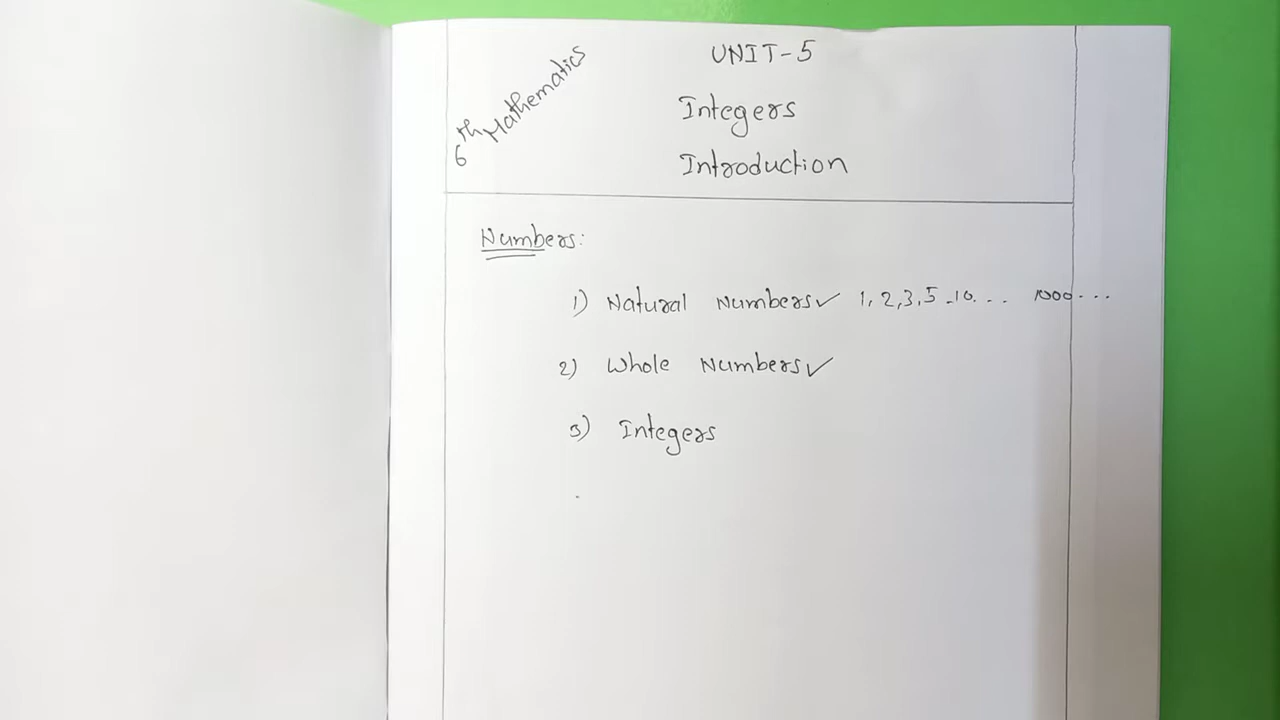 6th Mathematics
UNIT-5
Integers
Introduction
Numbers:
1) Natural Numbers✓ 1, 2, 3, 5 -10... 1000...
2) Whole Numbers✓
3) Integers